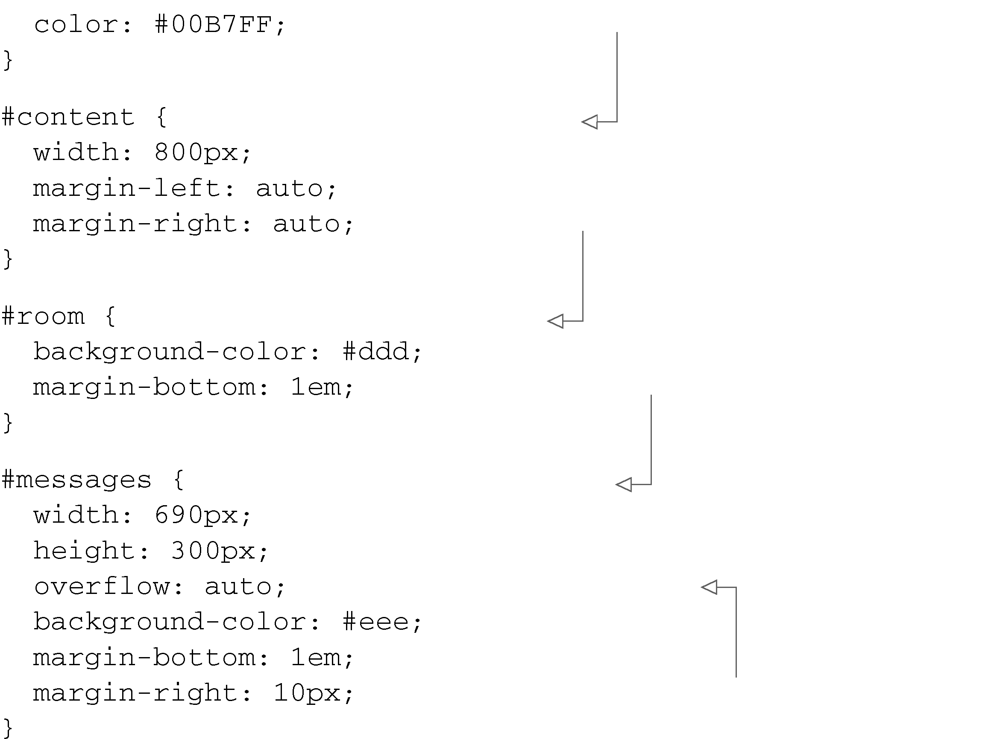 color: #00B7FF;
}
#content {
  width: 800px;
  margin-left: auto;
  margin-right: auto;
}
#room {
  background-color: #ddd;
  margin-bottom: 1em;
}
#messages {
  width: 690px;
  height: 300px;
  overflow: auto;
  background-color: #eee;
  margin-bottom: 1em;
  margin-right: 10px;
}